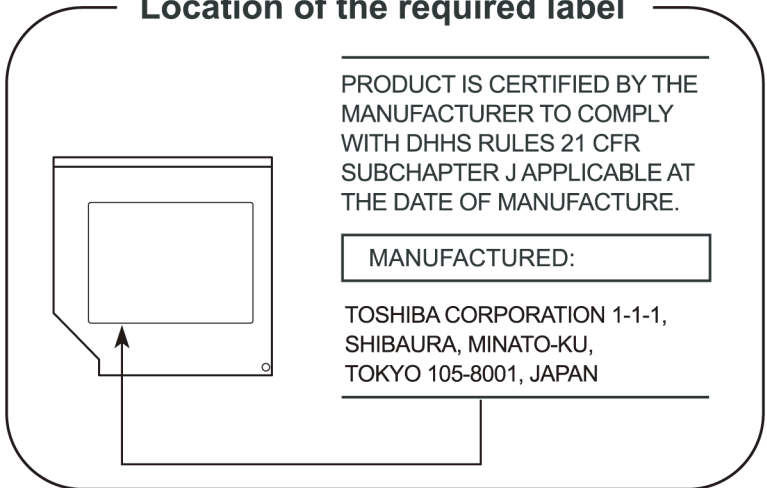 Location of the required label
PRODUCT IS CERTIFIED BY THE
MANUFACTURER TO COMPLY
WITH DHHS RULES 21 CFR
SUBCHAPTER J APPLICABLE AT
THE DATE OF MANUFACTURE.
MANUFACTURED:
TOSHIBA CORPORATION 1-1-1,
SHIBAURA, MINATO-KU,
TOKYO 105-8001, JAPAN